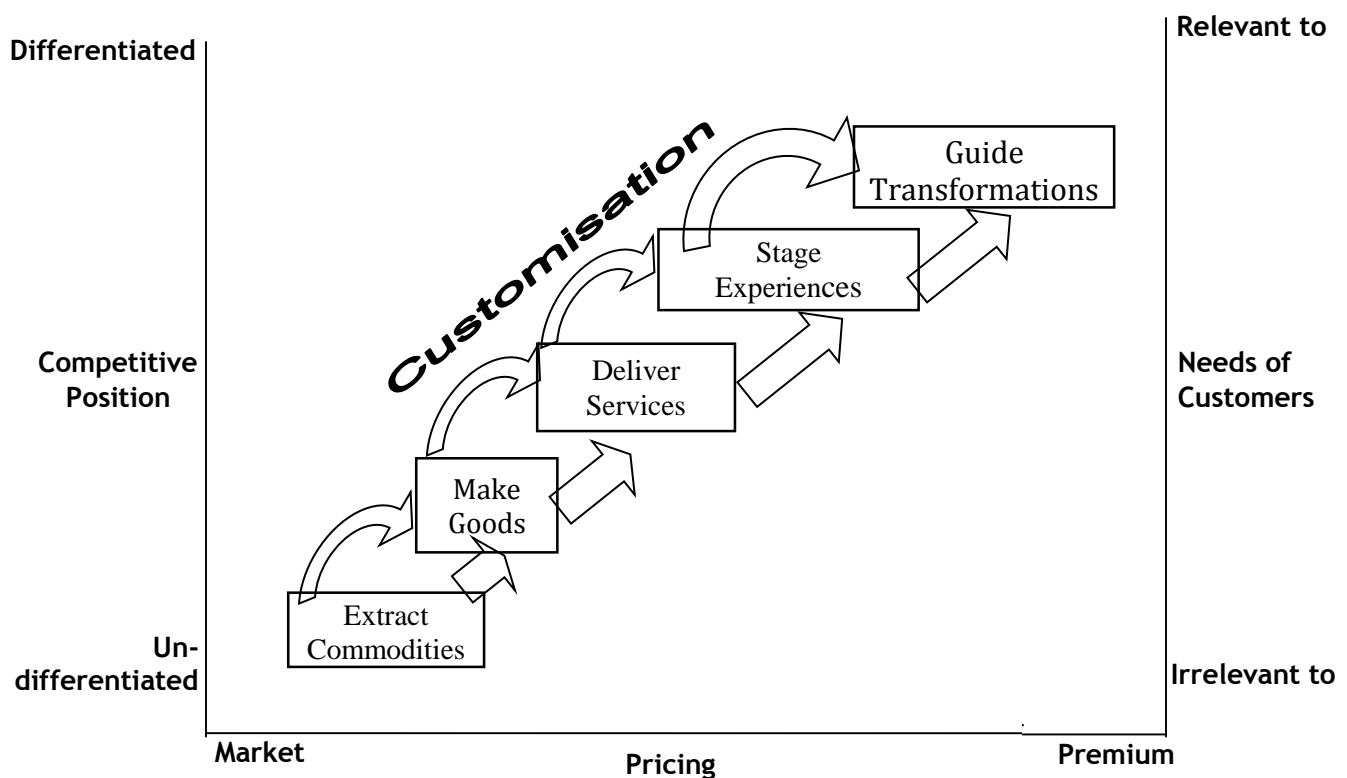 Relevant to
Differentiated
Customisation
Guide
Transformations
Stage
Experiences
Competitive
Position
Needs of
Customers
Deliver
Services
Make
Goods
Extract
Commodities
Un-
differentiated
Irrelevant to
Market
Pricing
Premium